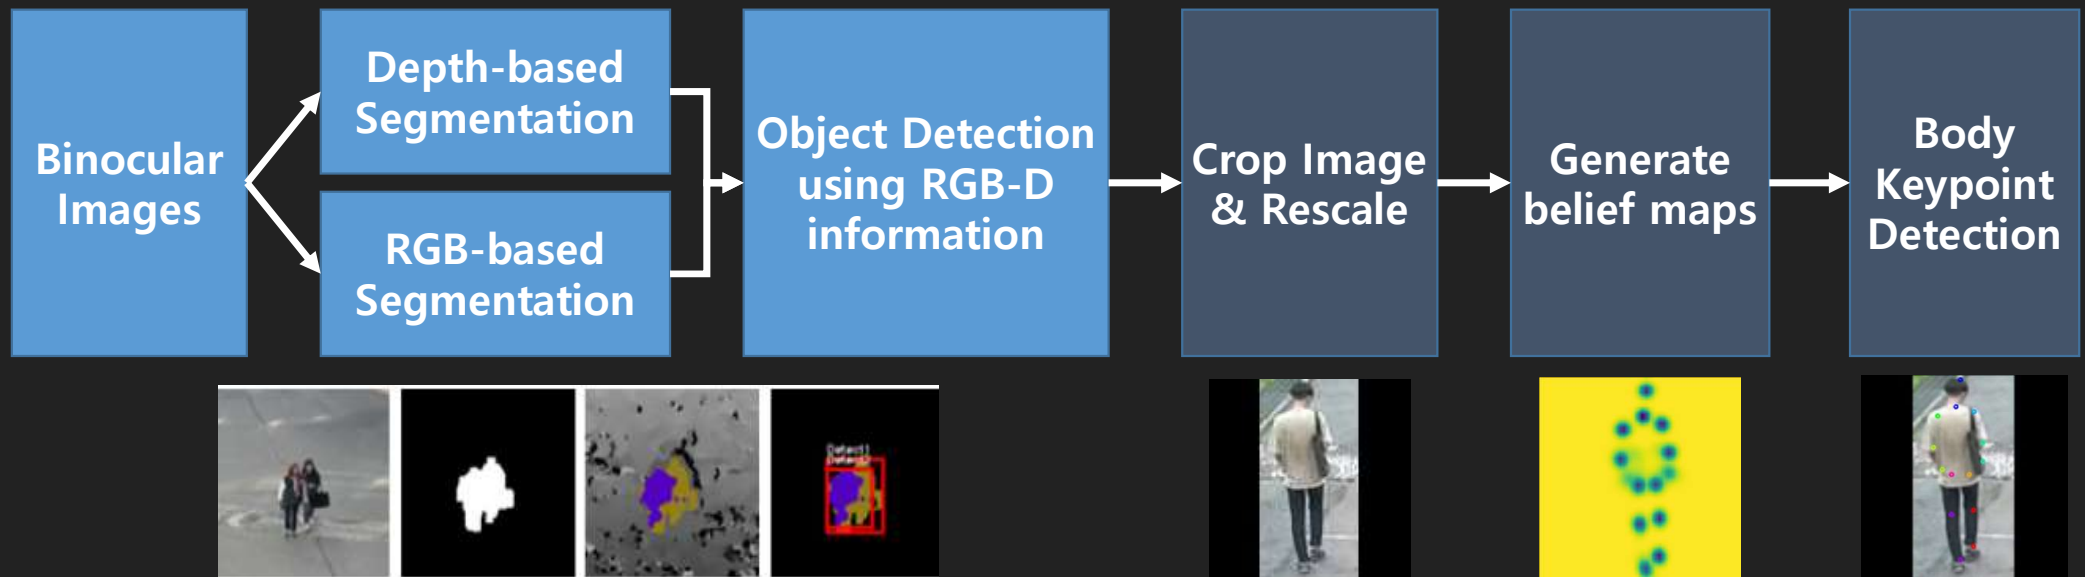 Binocular
Images
Depth-based
Segmentation
RGB-based
Segmentation
Object Detection
using RGB-D
information
Crop Image
& Rescale
Generate
belief maps
Body
Keypoint
Detection
Detect1